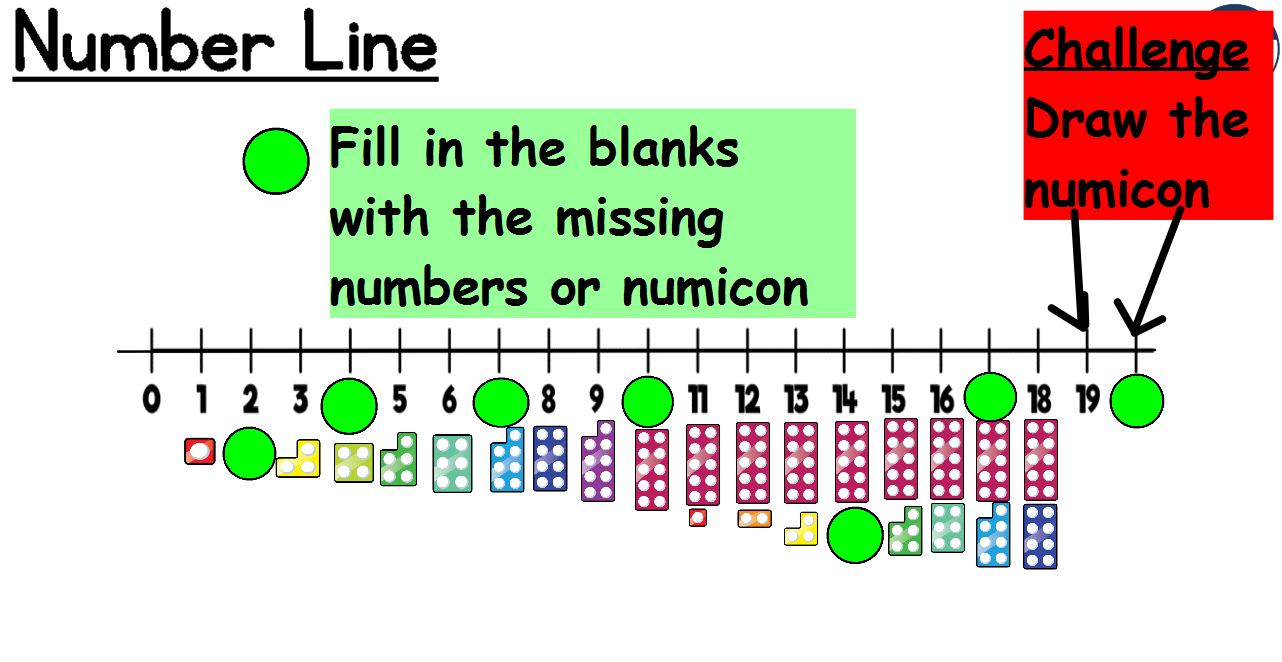 Number Line
Challenge
Draw the
numicon
Fill in the blanks
with the missing
numbers or numicon
0 1 2 3 5 6 8 9 11 12 13 14 15 16 18 19